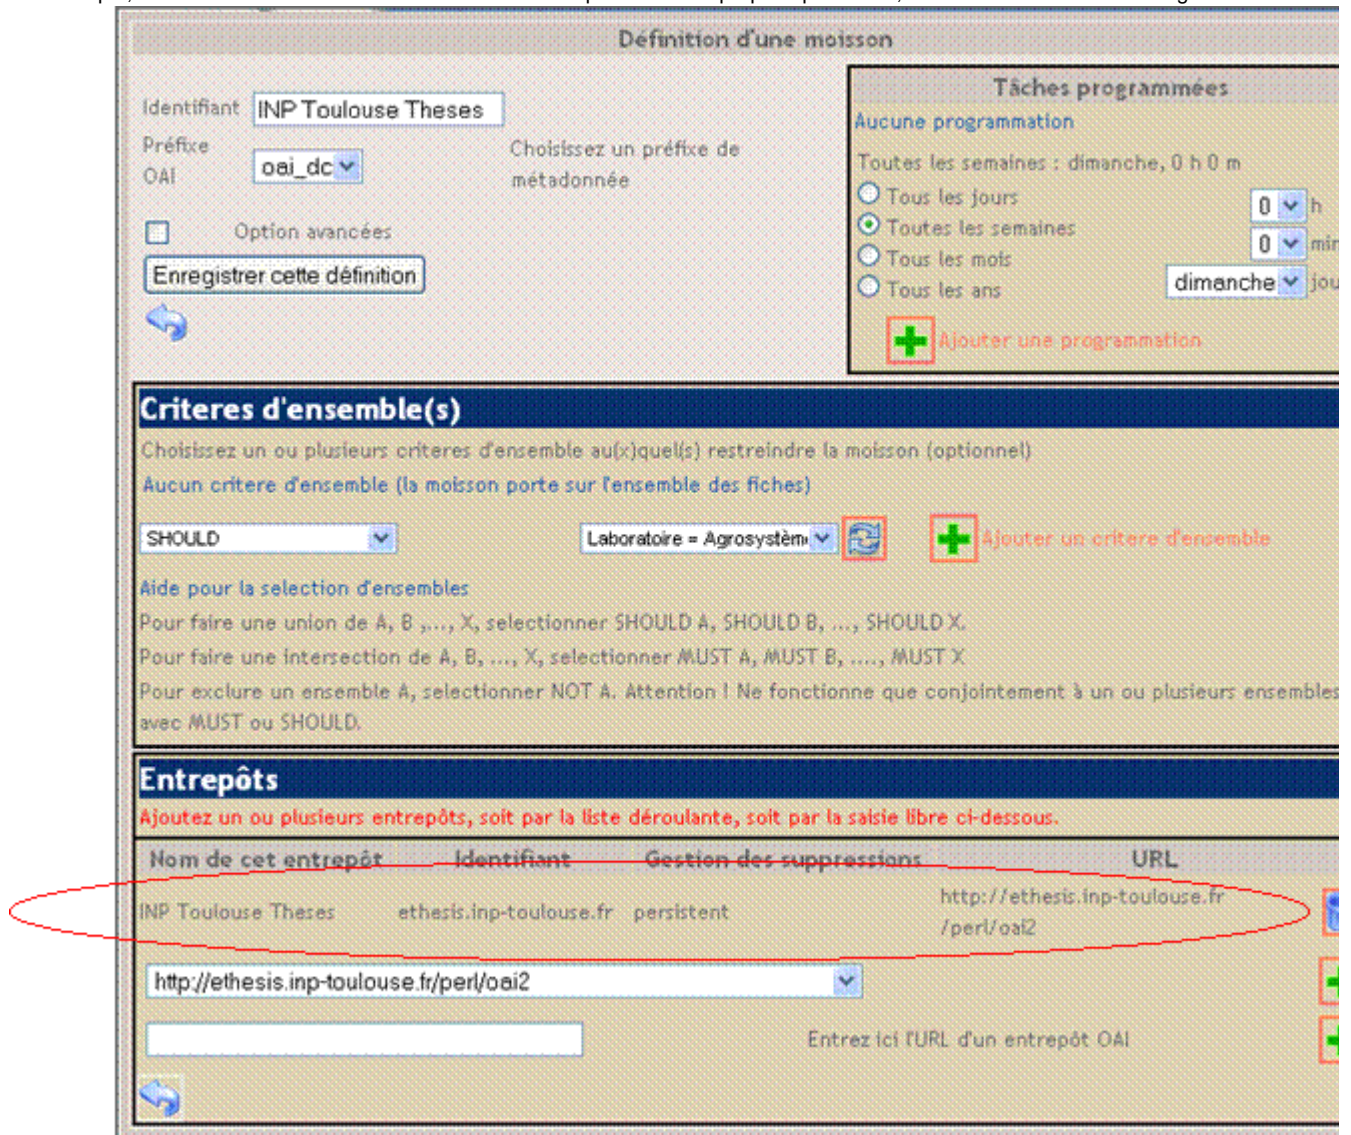 Définition d'une moisson
Identifiant INP Toulouse Theses
Préfixe OAI oai_dc Choisissez un préfixe de métadonnée
Option avancées
Enregistrer cette définition
Tâches programmées
Aucune programmation
Toutes les semaines : dimanche, 0 h 0 m
Tous les jours
Toutes les semaines
Tous les mois
Tous les ans
0 h
0 min
dimanche jou
Ajouter une programmation
Criteres d'ensemble(s)
Choisissez un ou plusieurs criteres d'ensemble au(x)quel(s) restreindre la moisson (optionnel)
Aucun critere d'ensemble (la moisson porte sur l'ensemble des fiches)
SHOULD Laboratoire = Agrosystème Ajouter un critere d'ensemble
Aide pour la selection d'ensembles
Pour faire une union de A, B ,..., X, selectionner SHOULD A, SHOULD B, ..., SHOULD X.
Pour faire une intersection de A, B, ..., X, selectionner MUST A, MUST B, ...., MUST X
Pour exclure un ensemble A, selectionner NOT A. Attention ! Ne fonctionne que conjointement à un ou plusieurs ensembles
avec MUST ou SHOULD.
Entrepôts
Ajoutez un ou plusieurs entrepôts, soit par la liste déroulante, soit par la saisie libre ci-dessous.
Nom de cet entrepôt Identifiant Gestion des suppressions URL
INP Toulouse Theses ethesis.inp-toulouse.fr persistent http://ethesis.inp-toulouse.fr
/perl/oai2
http://ethesis.inp-toulouse.fr/perl/oai2
Entrez ici l'URL d'un entrepôt OAI